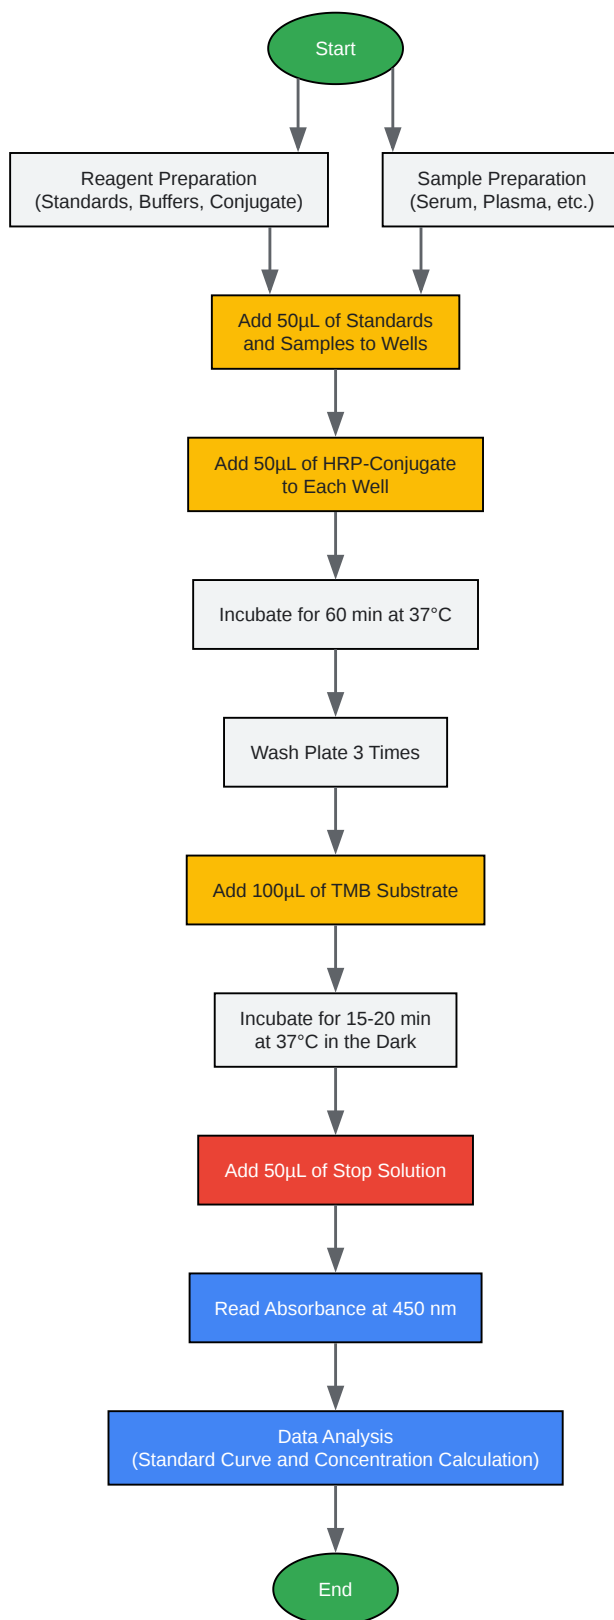 Start
Reagent Preparation
(Standards, Buffers, Conjugate)
Sample Preparation
(Serum, Plasma, etc.)
Add 50µL of Standards
and Samples to Wells
Add 50µL of HRP-Conjugate
to Each Well
Incubate for 60 min at 37°C
Wash Plate 3 Times
Add 100µL of TMB Substrate
Incubate for 15-20 min
at 37°C in the Dark
Add 50µL of Stop Solution
Read Absorbance at 450 nm
Data Analysis
(Standard Curve and Concentration Calculation)
End